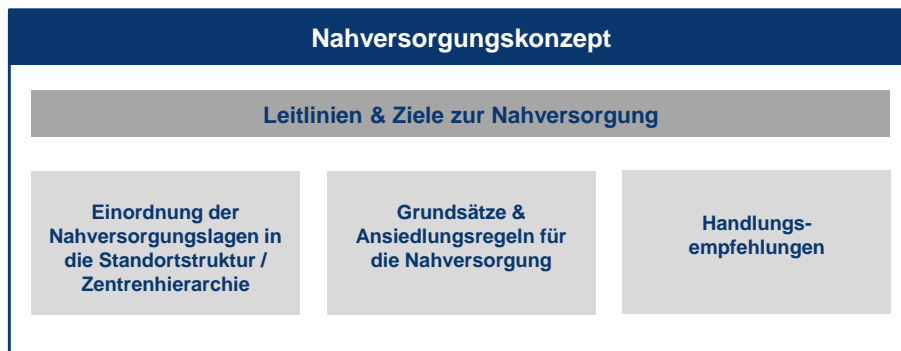 Nahversorgungskonzept
Leitlinien & Ziele zur Nahversorgung
Einordnung der
Nahversorgungslagen in
die Standortstruktur /
Zentrenhierarchie
Grundsätze &
Ansiedlungsregeln für
die Nahversorgung
Handlungs-
empfehlungen